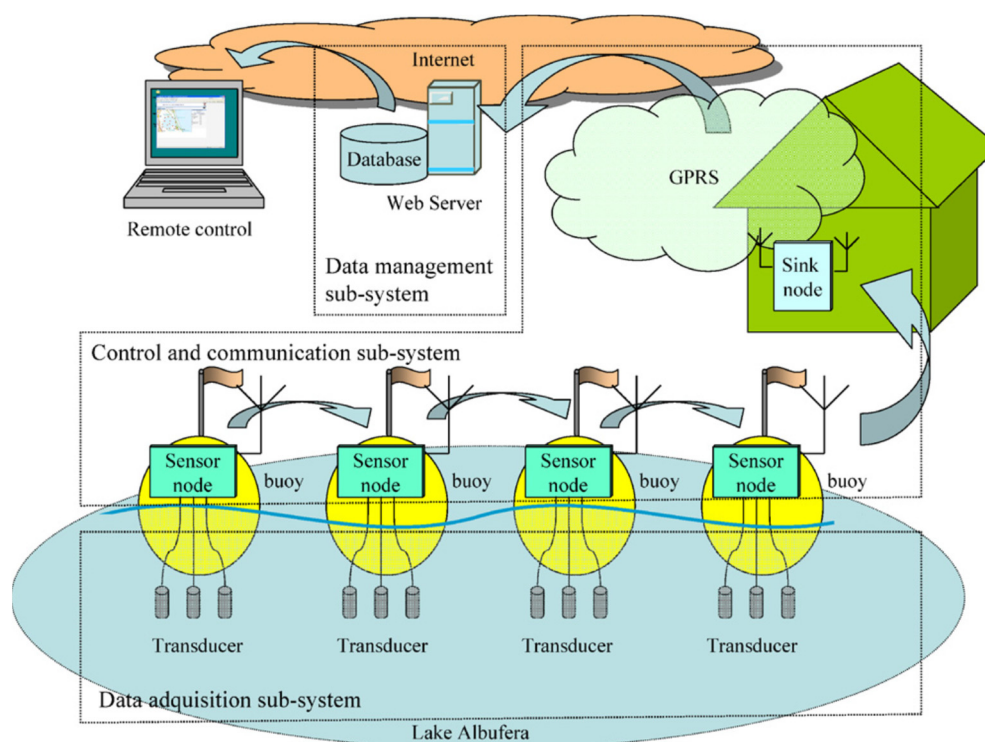 Internet
Database
Web Server
Remote control
GPRS
Sink
node
Data management
sub-system
Control and communication sub-system
Sensor
node
buoy
Sensor
node
buoy
Sensor
node
buoy
Sensor
node
buoy
Transducer
Transducer
Transducer
Transducer
Data adquisition sub-system
Lake Albufera